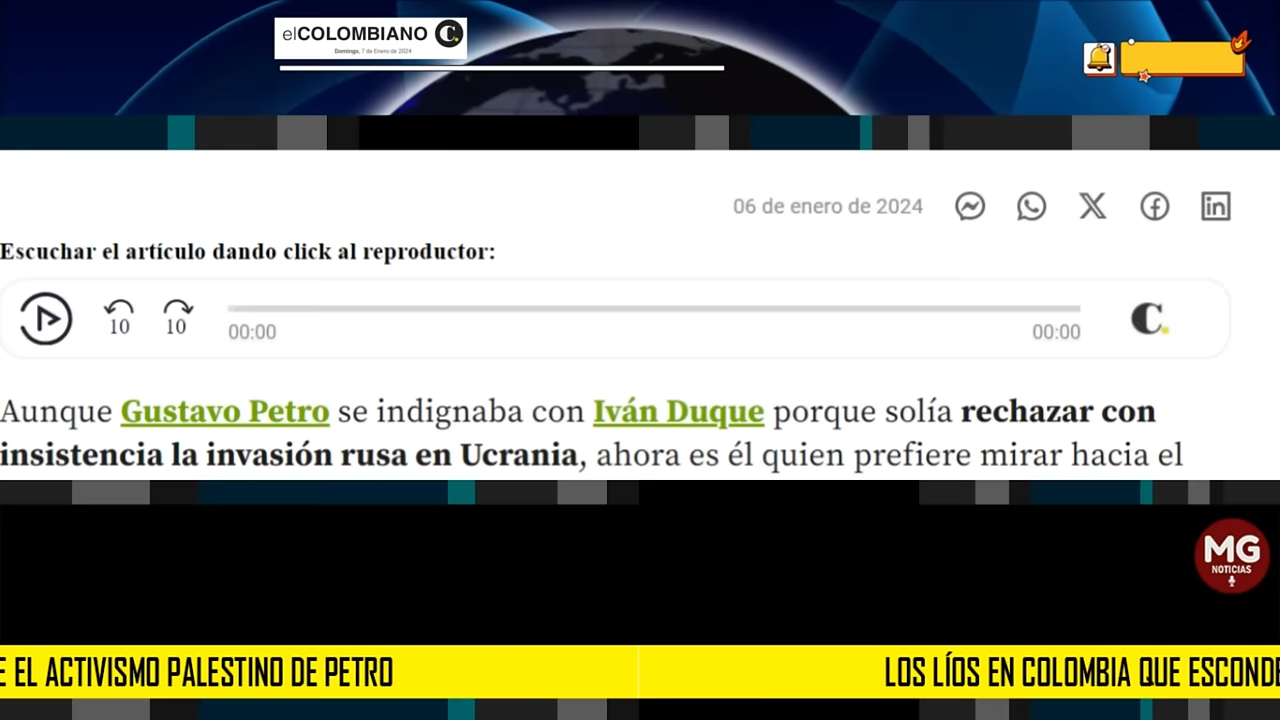 elCOLOMBIANO C.
Domingo, 7 de Enero de 2024
06 de enero de 2024
Escuchar el artículo dando click al reproductor:
10 10
00:00 00:00
C.
Aunque Gustavo Petro se indignaba con Iván Duque porque solía rechazar con
insistencia la invasión rusa en Ucrania, ahora es él quien prefiere mirar hacia el
MG
NOTICIAS
E EL ACTIVISMO PALESTINO DE PETRO LOS LÍOS EN COLOMBIA QUE ESCONDE